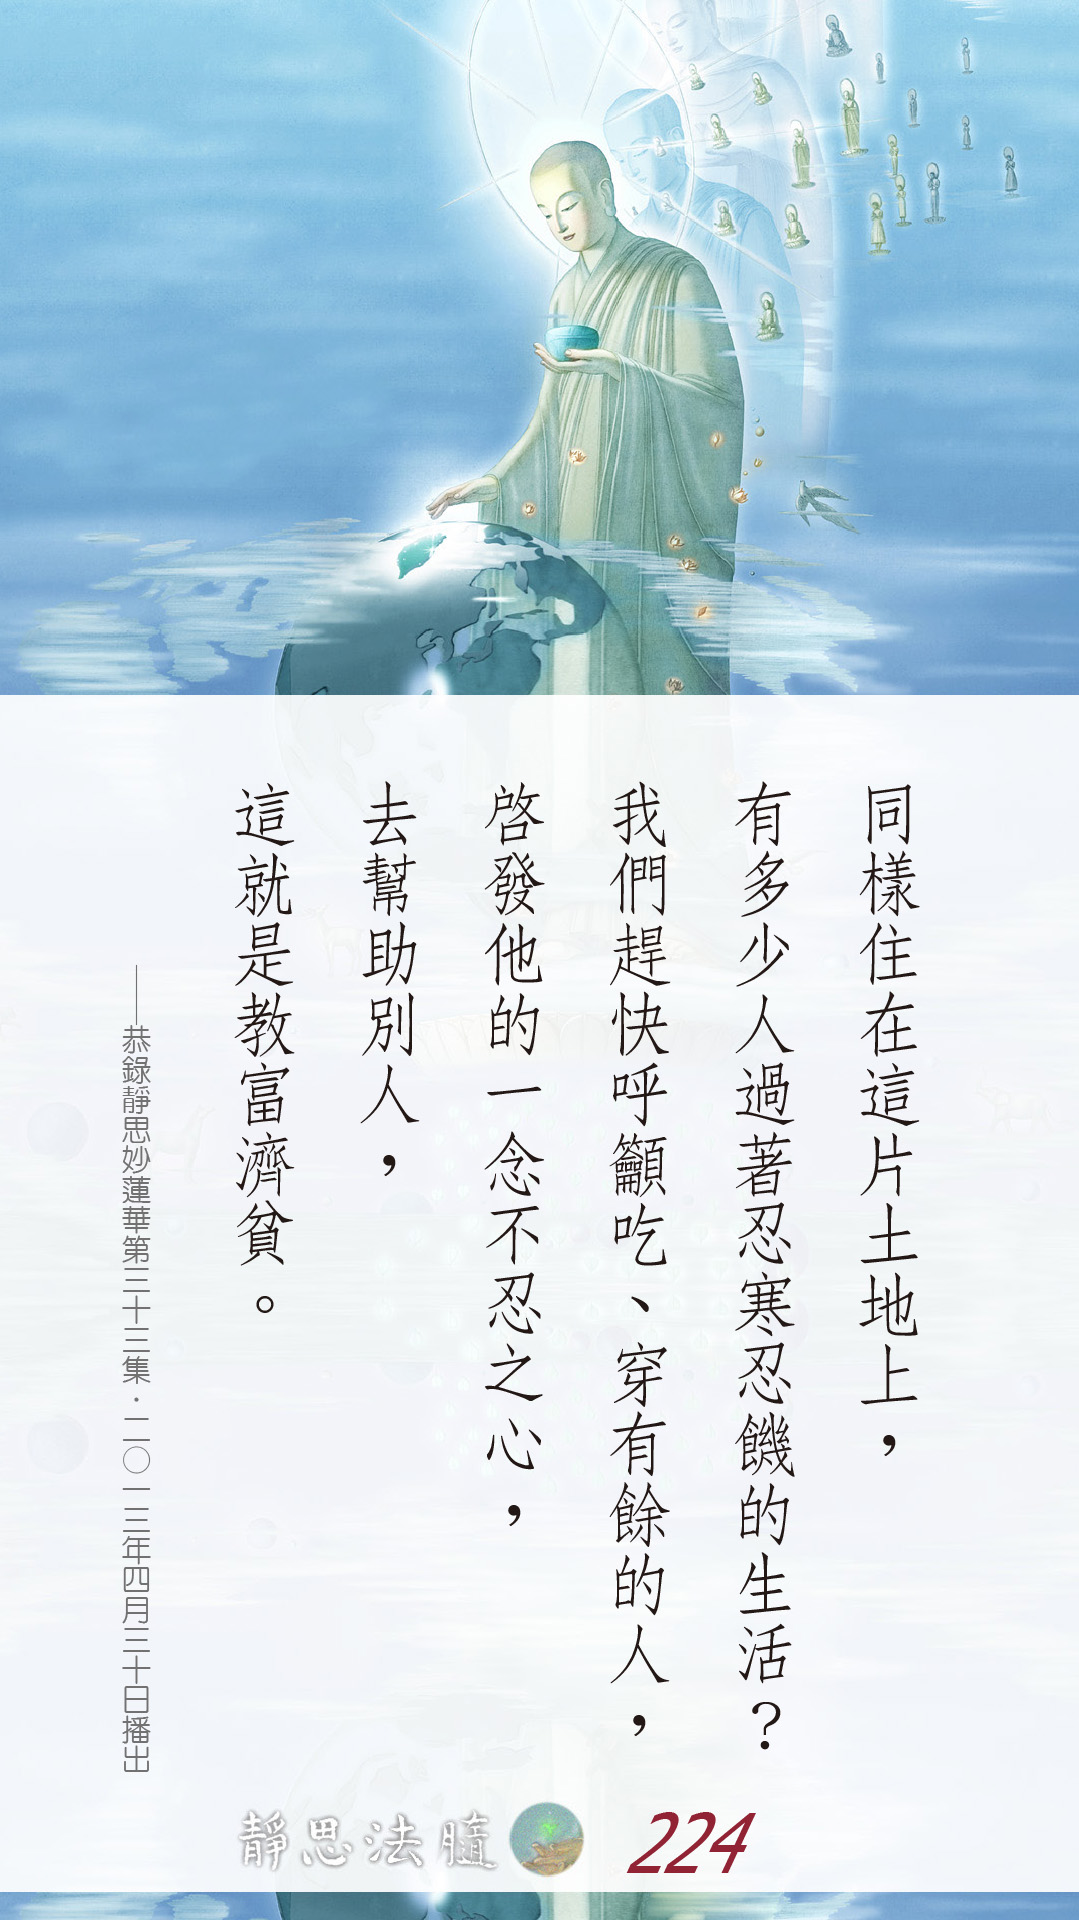 同樣住在這片土地上，
有多少人過著忍寒忍饑的生活？
我們趕快呼籲吃、穿有餘的人，
啓發他的一念不忍之心，
去幫助別人，
這就是教富濟貧。
——恭錄靜思妙蓮華第三十三集．二〇一三年四月三十日播出
靜思法髓
224